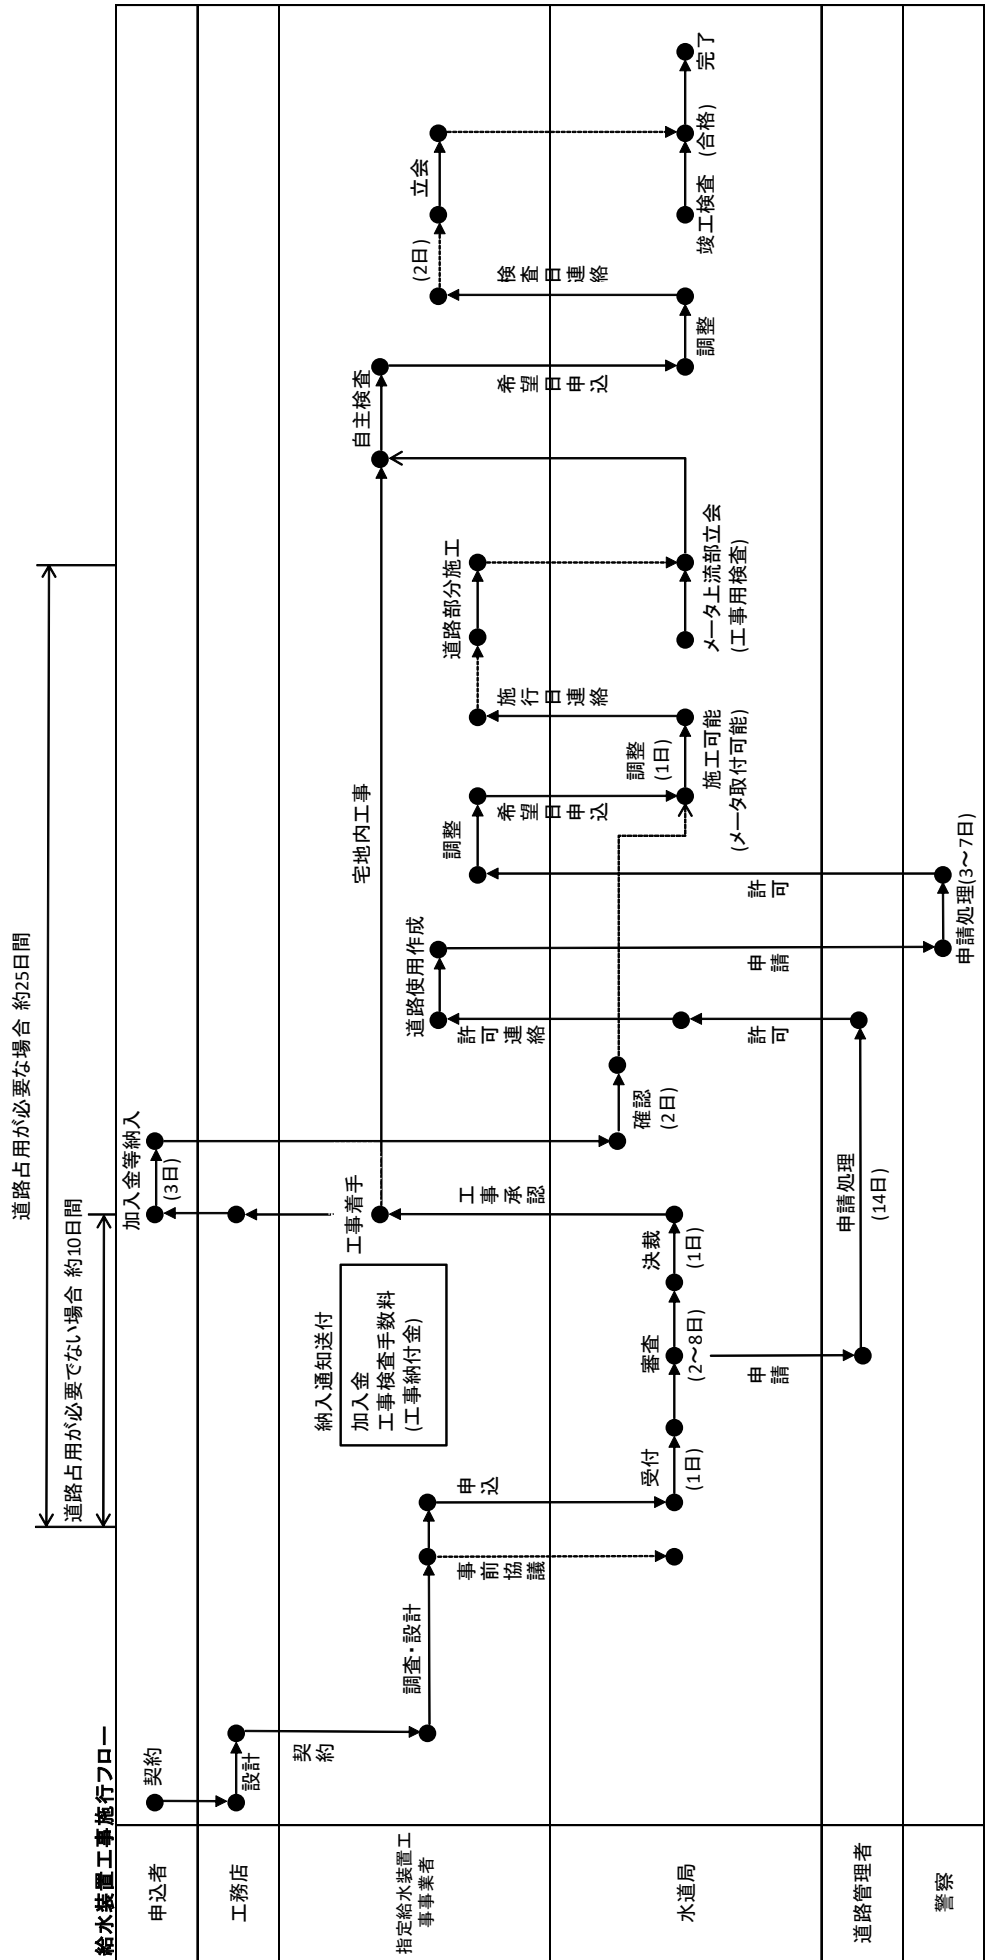 給水装置工事施行フロー
道路占用が必要な場合 約25日間
道路占用が必要でない場合 約10日間
申込者
契約
加入金等納入
(3日)
工務店
設計
指定給水装置工
事事業者
契約
調査・設計
事前協議
申込
納入通知送付
加入金
工事検査手数料
(工事納付金)
工事着手
工事承認
宅地内工事
許可連絡
道路使用作成
調整
希望日申込
施行日連絡
道路部分施工
自主検査
希望日申込
検査日連絡
(2日)
立会
水道局
受付
(1日)
審査
(2～8日)
決裁
(1日)
確認
(2日)
調整
(1日)
施工可能
(メータ取付可能)
メータ上流部立会
(工事用検査)
調整
竣工検査 (合格)
完了
申請
許可
申請
許可
道路管理者
申請処理
(14日)
警察
申請処理(3～7日)